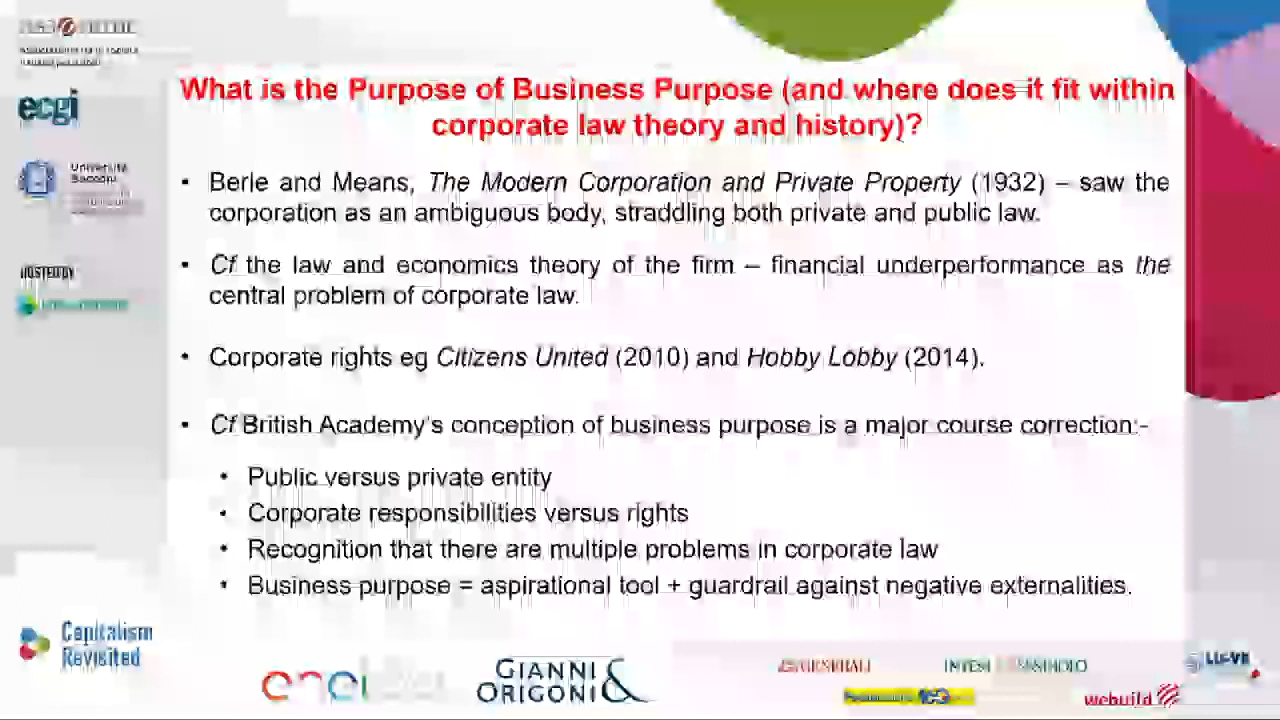 What is the Purpose of Business Purpose (and where does it fit within
corporate law theory and history)?
• Berle and Means, The Modern Corporation and Private Property (1932) – saw the
corporation as an ambiguous body, straddling both private and public law.
• Cf the law and economics theory of the firm – financial underperformance as the
central problem of corporate law.
• Corporate rights eg Citizens United (2010) and Hobby Lobby (2014).
• Cf British Academy's conception of business purpose is a major course correction:-
• Public versus private entity
• Corporate responsibilities versus rights
• Recognition that there are multiple problems in corporate law
• Business purpose = aspirational tool + guardrail against negative externalities.
ecgi
Università
Bocconi
HOSTED BY
Capitalism
Revisited
enel
GIANNI &
ORIGONI
webuild